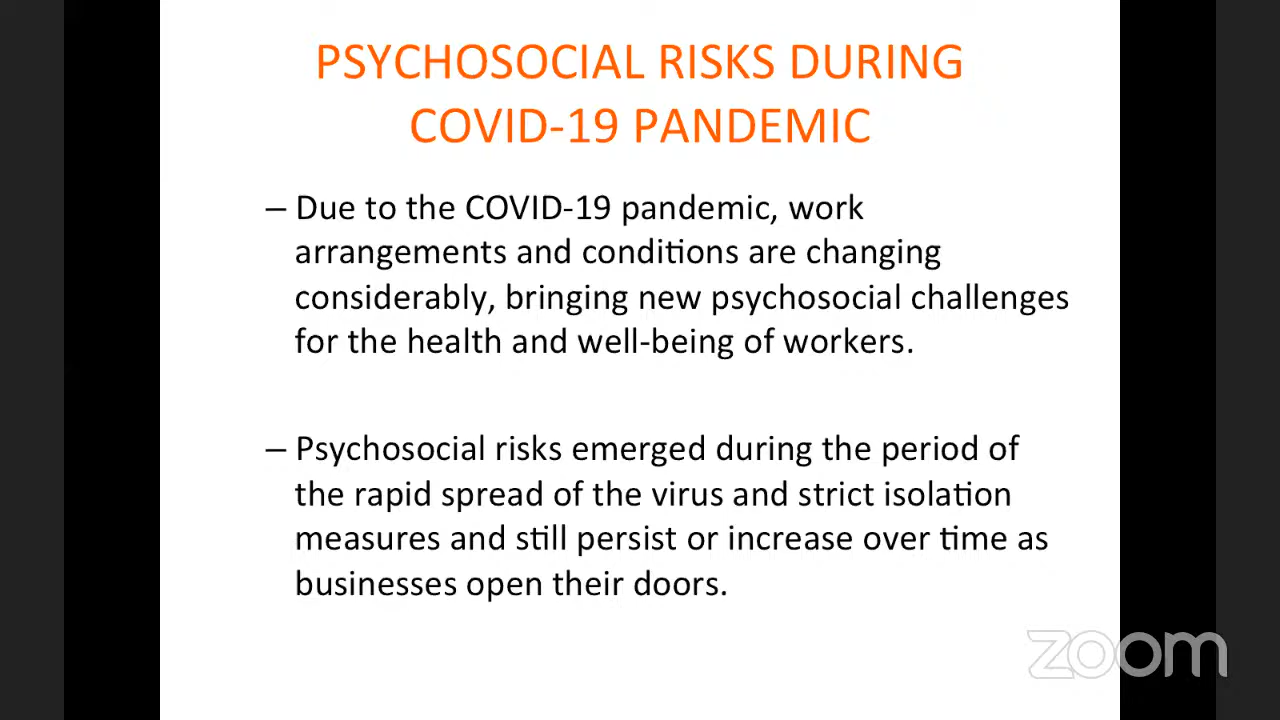 PSYCHOSOCIAL RISKS DURING
COVID-19 PANDEMIC
– Due to the COVID-19 pandemic, work
arrangements and conditions are changing
considerably, bringing new psychosocial challenges
for the health and well-being of workers.
– Psychosocial risks emerged during the period of
the rapid spread of the virus and strict isolation
measures and still persist or increase over time as
businesses open their doors.
zoom